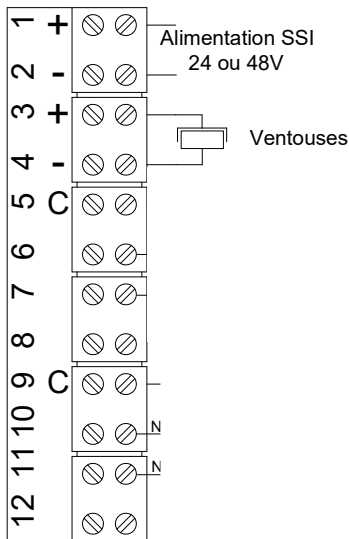 1 +
Alimentation SSI
24 ou 48V
2 -
3 +
Ventouses
4 -
5 C
6
7
8
9 C
10 N
11 N
12